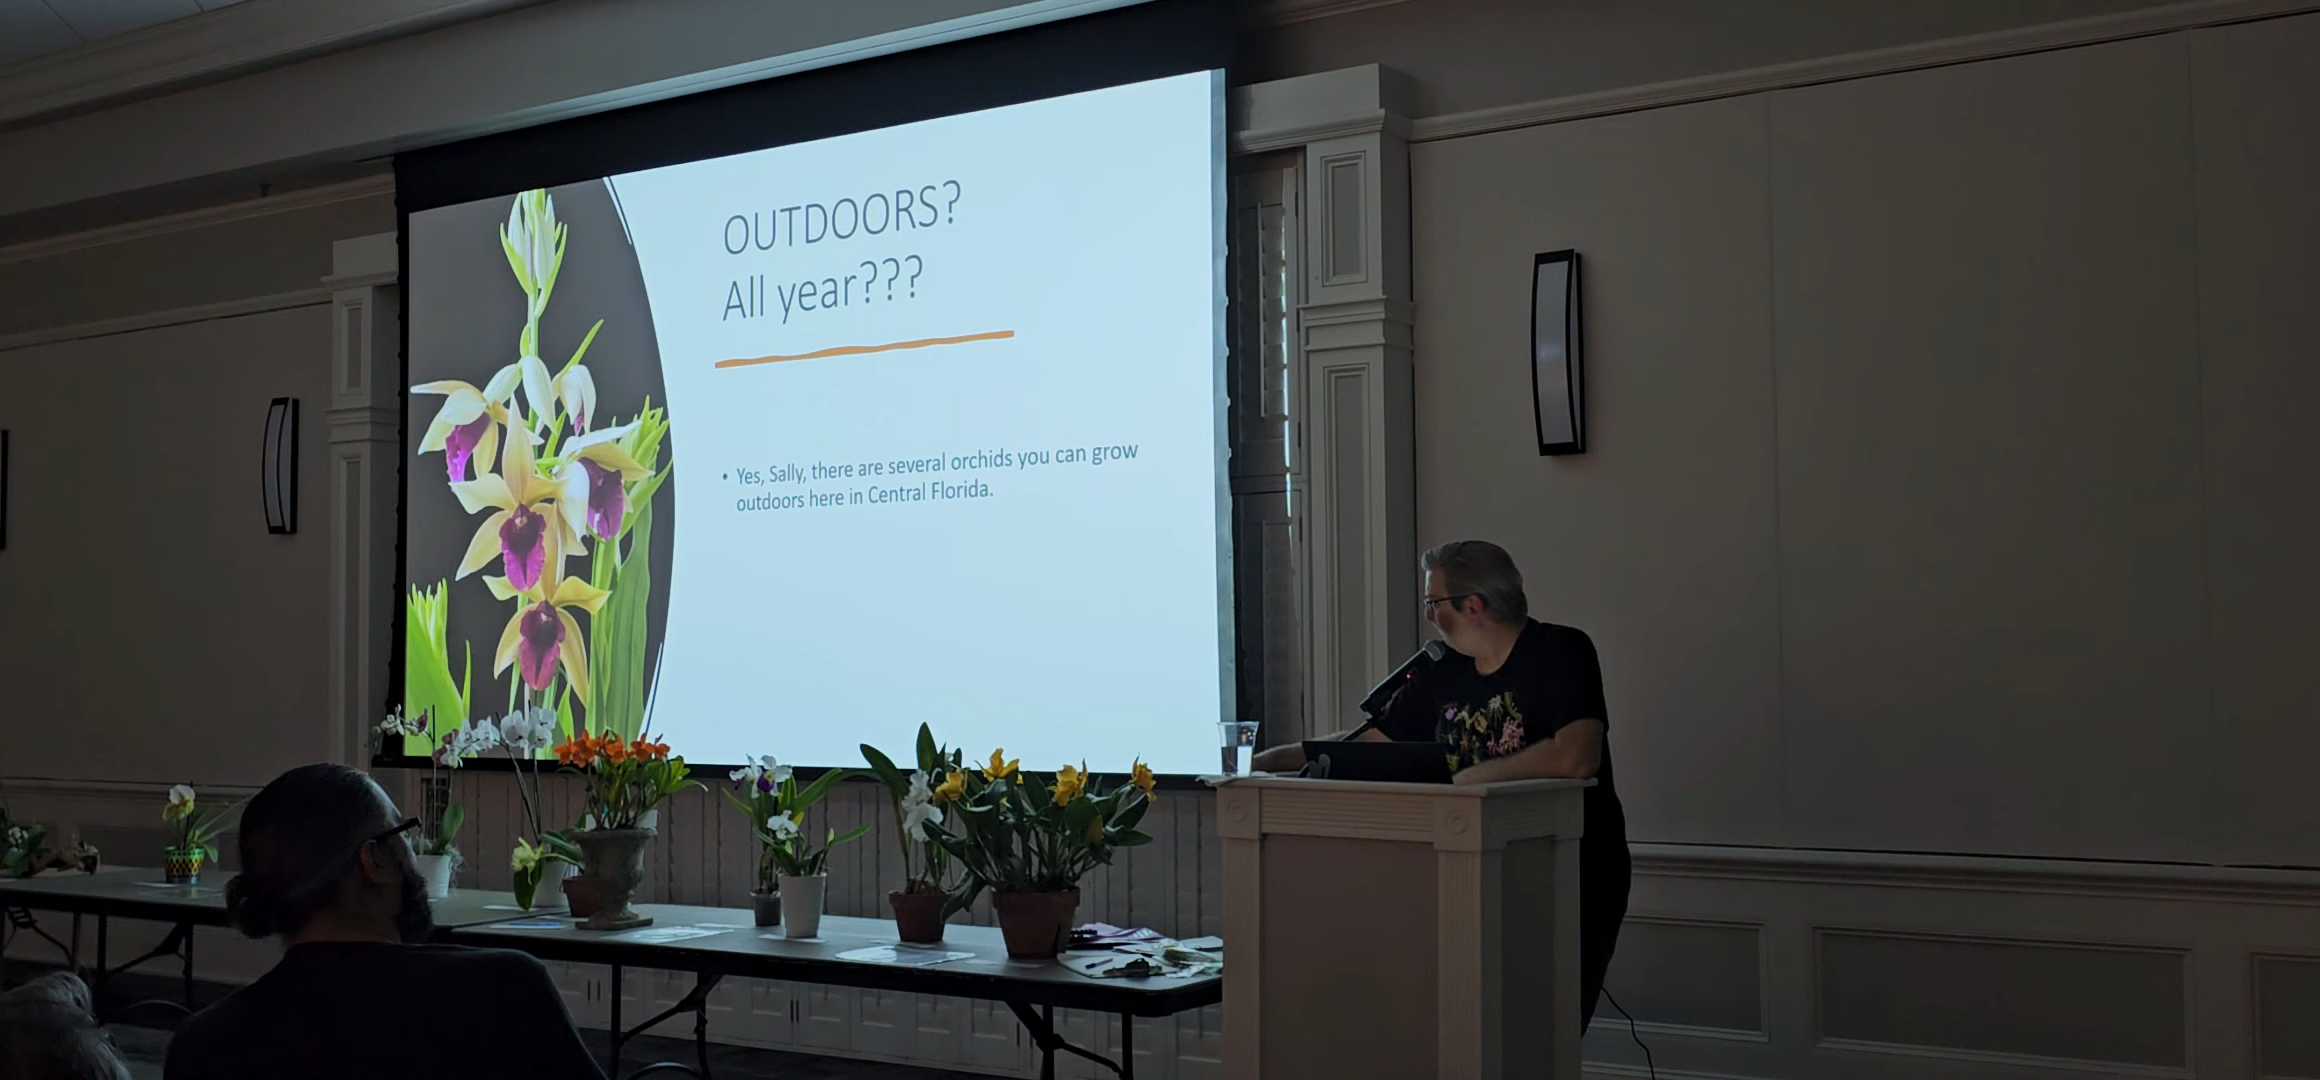 OUTDOORS?
All year???
• Yes, Sally, there are several orchids you can grow
outdoors here in Central Florida.